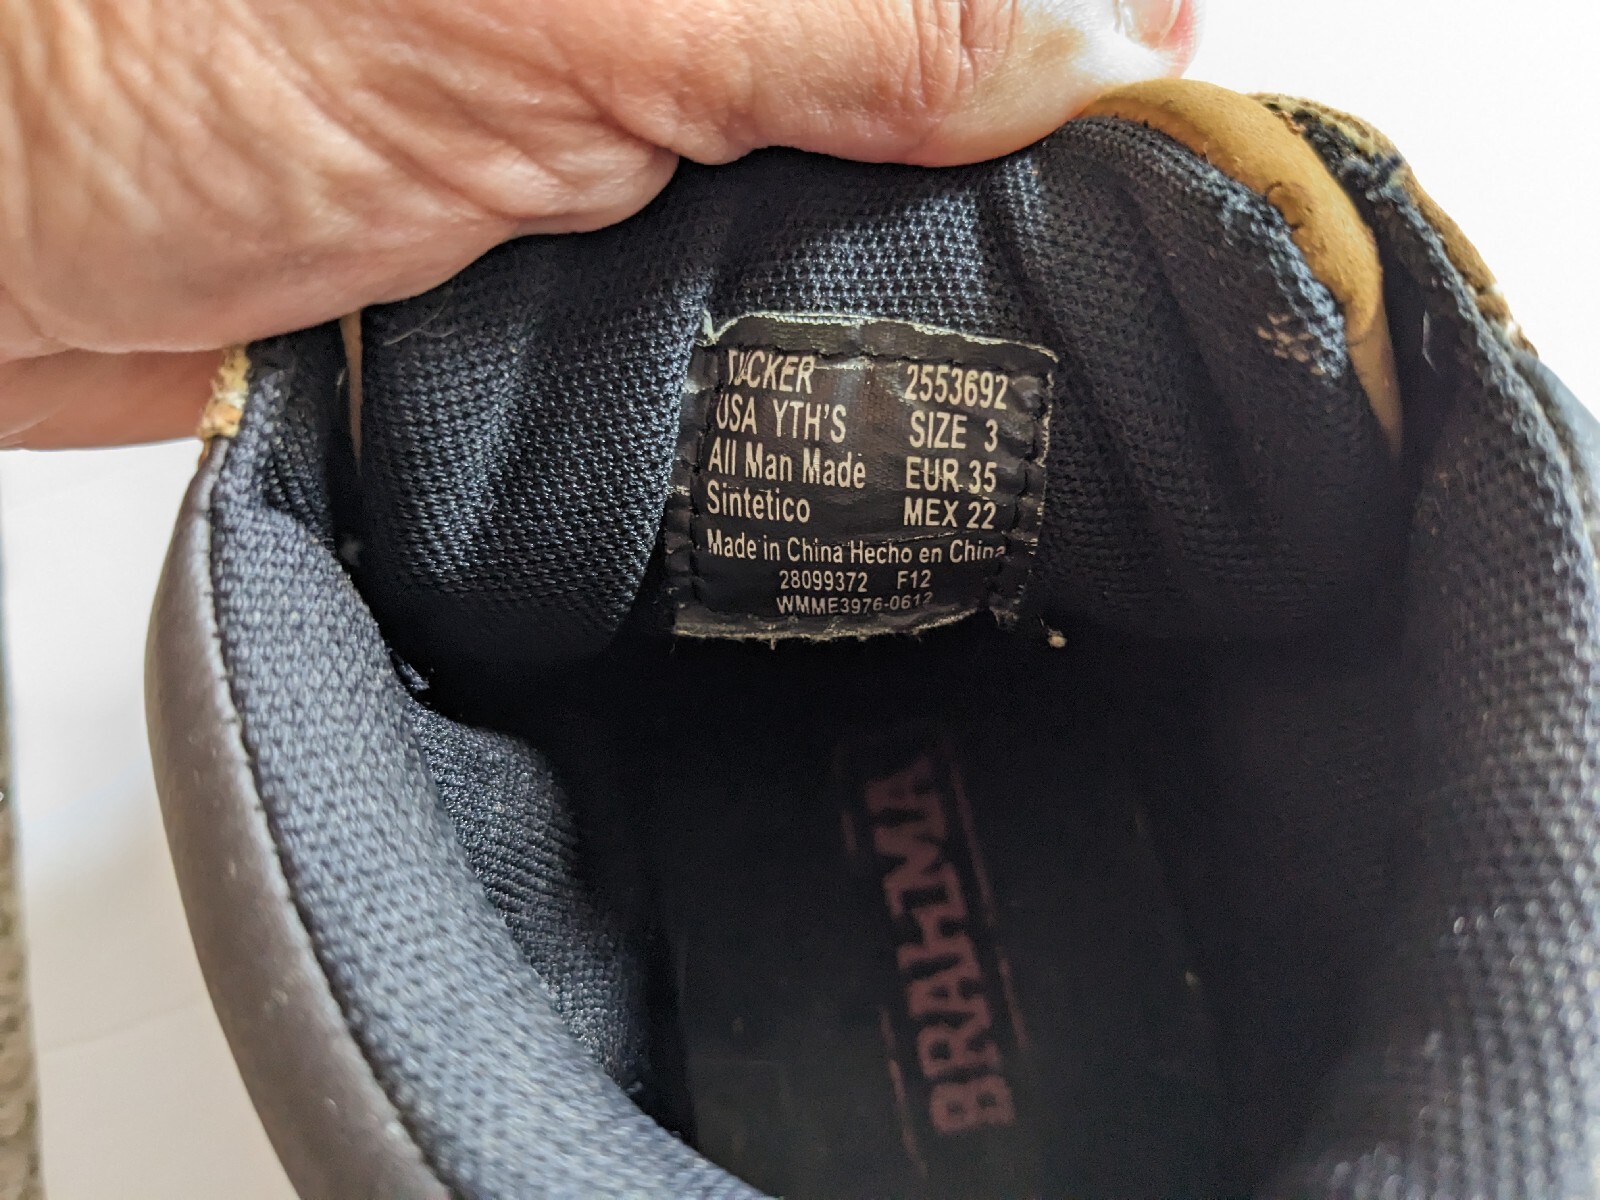 TUCKER 2553692
USA YTH'S SIZE 3
All Man Made EUR 35
Sintetico MEX 22
Made in China Hecho en China
28099372 F12
WMME3976-0612
BRAHMA